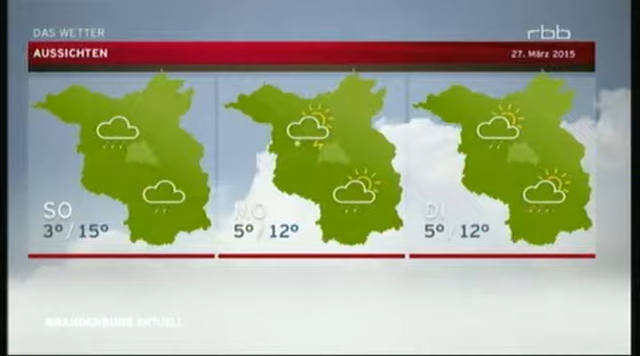 DAS WETTER
rbb
AUSSICHTEN
27. März 2015
SO
3° / 15°
MO
5° / 12°
DI
5° / 12°
BRANDENBURG AKTUELL